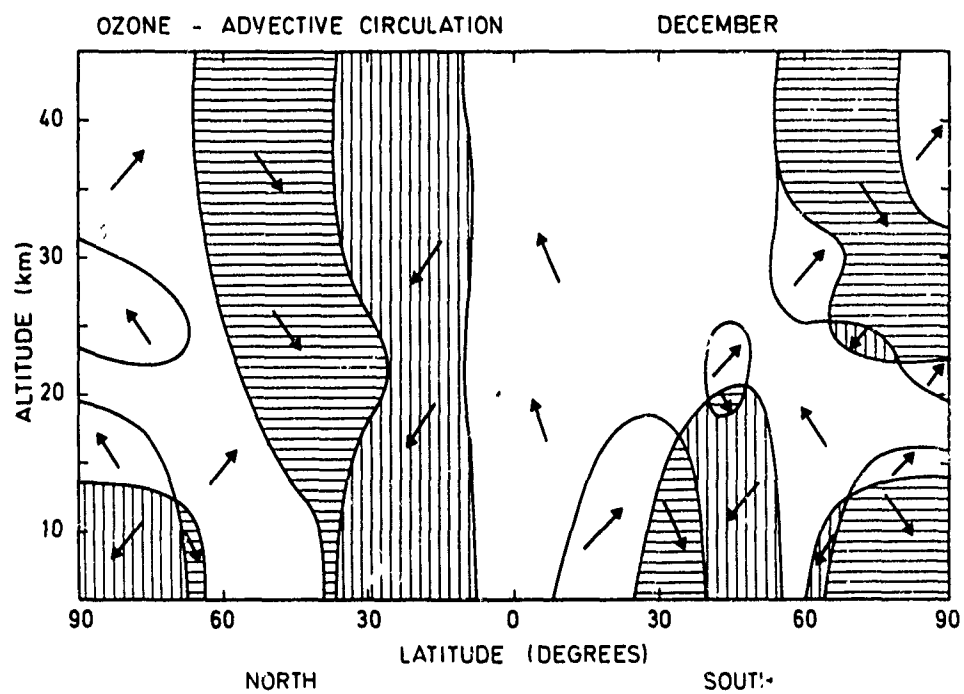 OZONE - ADVECTIVE CIRCULATION DECEMBER
40
30
20
10
ALTITUDE (km)
90 60 30 0 30 60 90
LATITUDE (DEGREES)
NORTH